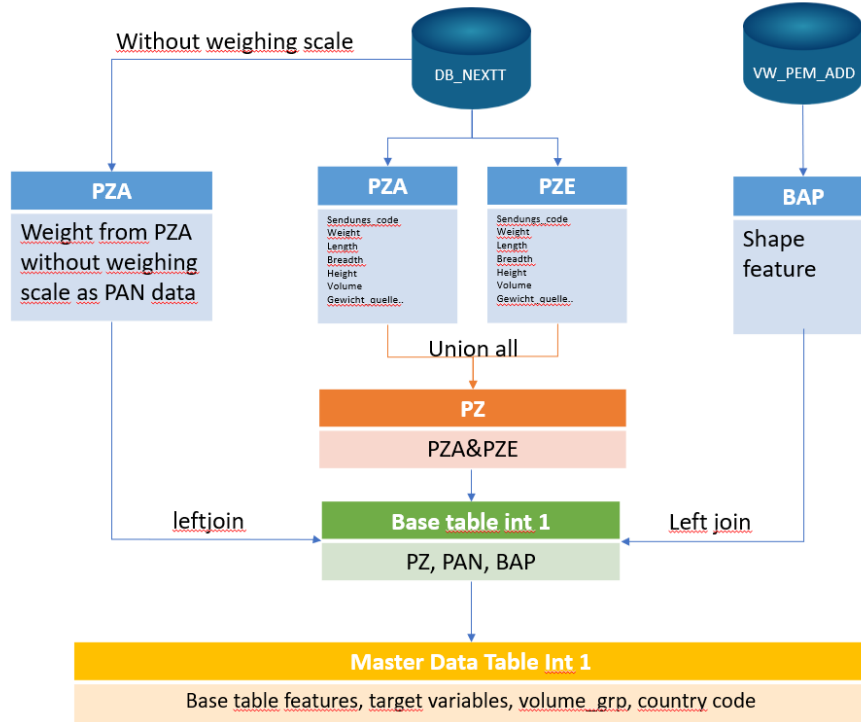 Without weighing scale
DB_NEXTT
VW_PEM_ADD
PZA
Weight from PZA
without weighing
scale as PAN data
PZA
Sendungs_code
Weight
Length
Breadth
Height
Volume
Gewicht_quelle..
PZE
Sendungs_code
Weight
Length
Breadth
Height
Volume
Gewicht_quelle..
BAP
Shape
feature
Union all
PZ
PZA&PZE
leftjoin
Left join
Base table int 1
PZ, PAN, BAP
Master Data Table Int 1
Base table features, target variables, volume_grp, country code